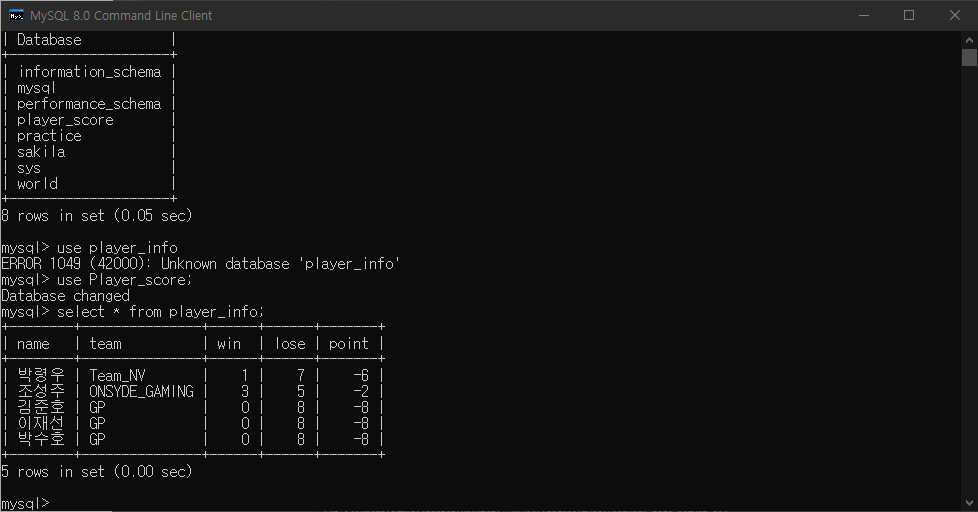 MySQL 8.0 Command Line Client
| Database           |
+--------------------+
| information_schema |
| mysql              |
| performance_schema |
| player_score       |
| practice           |
| sakila             |
| sys                |
| world              |
+--------------------+
8 rows in set (0.05 sec)
mysql> use player_info
ERROR 1049 (42000): Unknown database 'player_info'
mysql> use Player_score;
Database changed
mysql> select * from player_info;
+--------+---------------+------+------+-------+
| name   | team          | win  | lose | point |
+--------+---------------+------+------+-------+
| 박령우 | Team_NV       |    1 |    7 |    -6 |
| 조성주 | ONSYDE_GAMING |    3 |    5 |    -2 |
| 김준호 | GP            |    0 |    8 |    -8 |
| 이재선 | GP            |    0 |    8 |    -8 |
| 박수호 | GP            |    0 |    8 |    -8 |
+--------+---------------+------+------+-------+
5 rows in set (0.00 sec)
mysql>